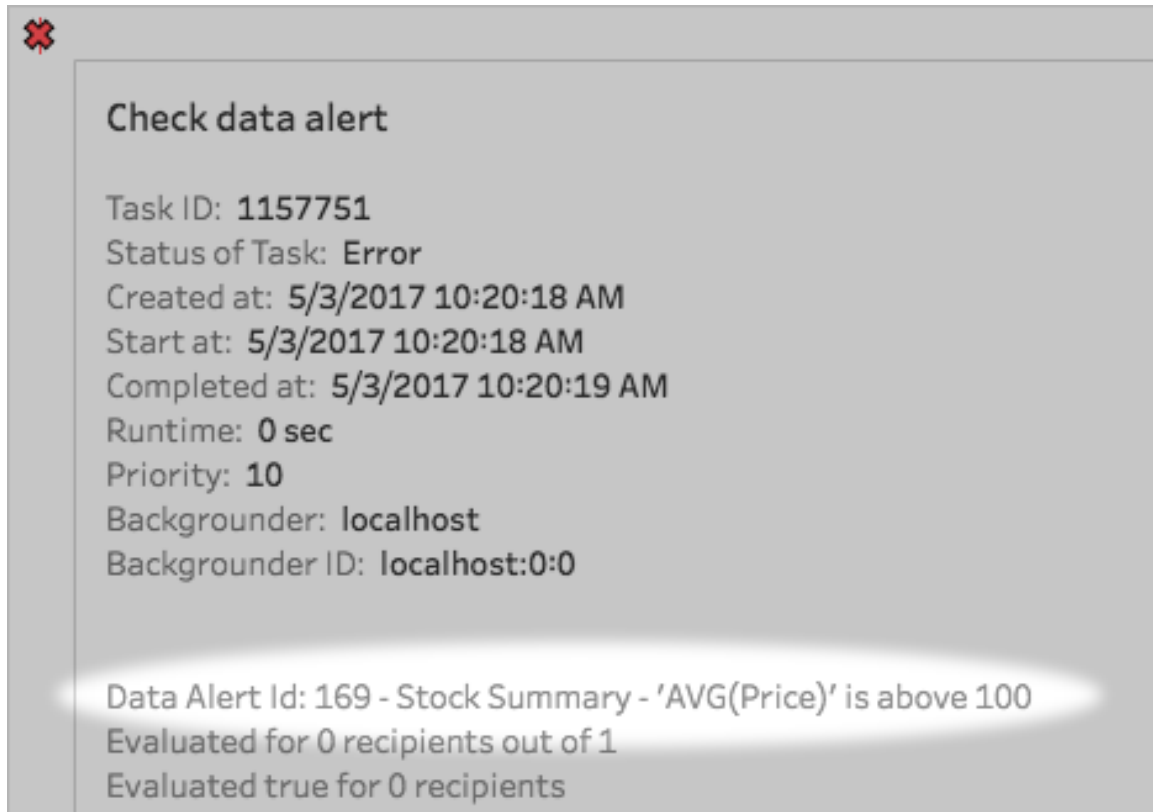 Check data alert
Task ID: 1157751
Status of Task: Error
Created at: 5/3/2017 10:20:18 AM
Start at: 5/3/2017 10:20:18 AM
Completed at: 5/3/2017 10:20:19 AM
Runtime: 0 sec
Priority: 10
Backgrounder: localhost
Backgrounder ID: localhost:0:0
Data Alert Id: 169 - Stock Summary - 'AVG(Price)' is above 100
Evaluated for 0 recipients out of 1
Evaluated true for 0 recipients